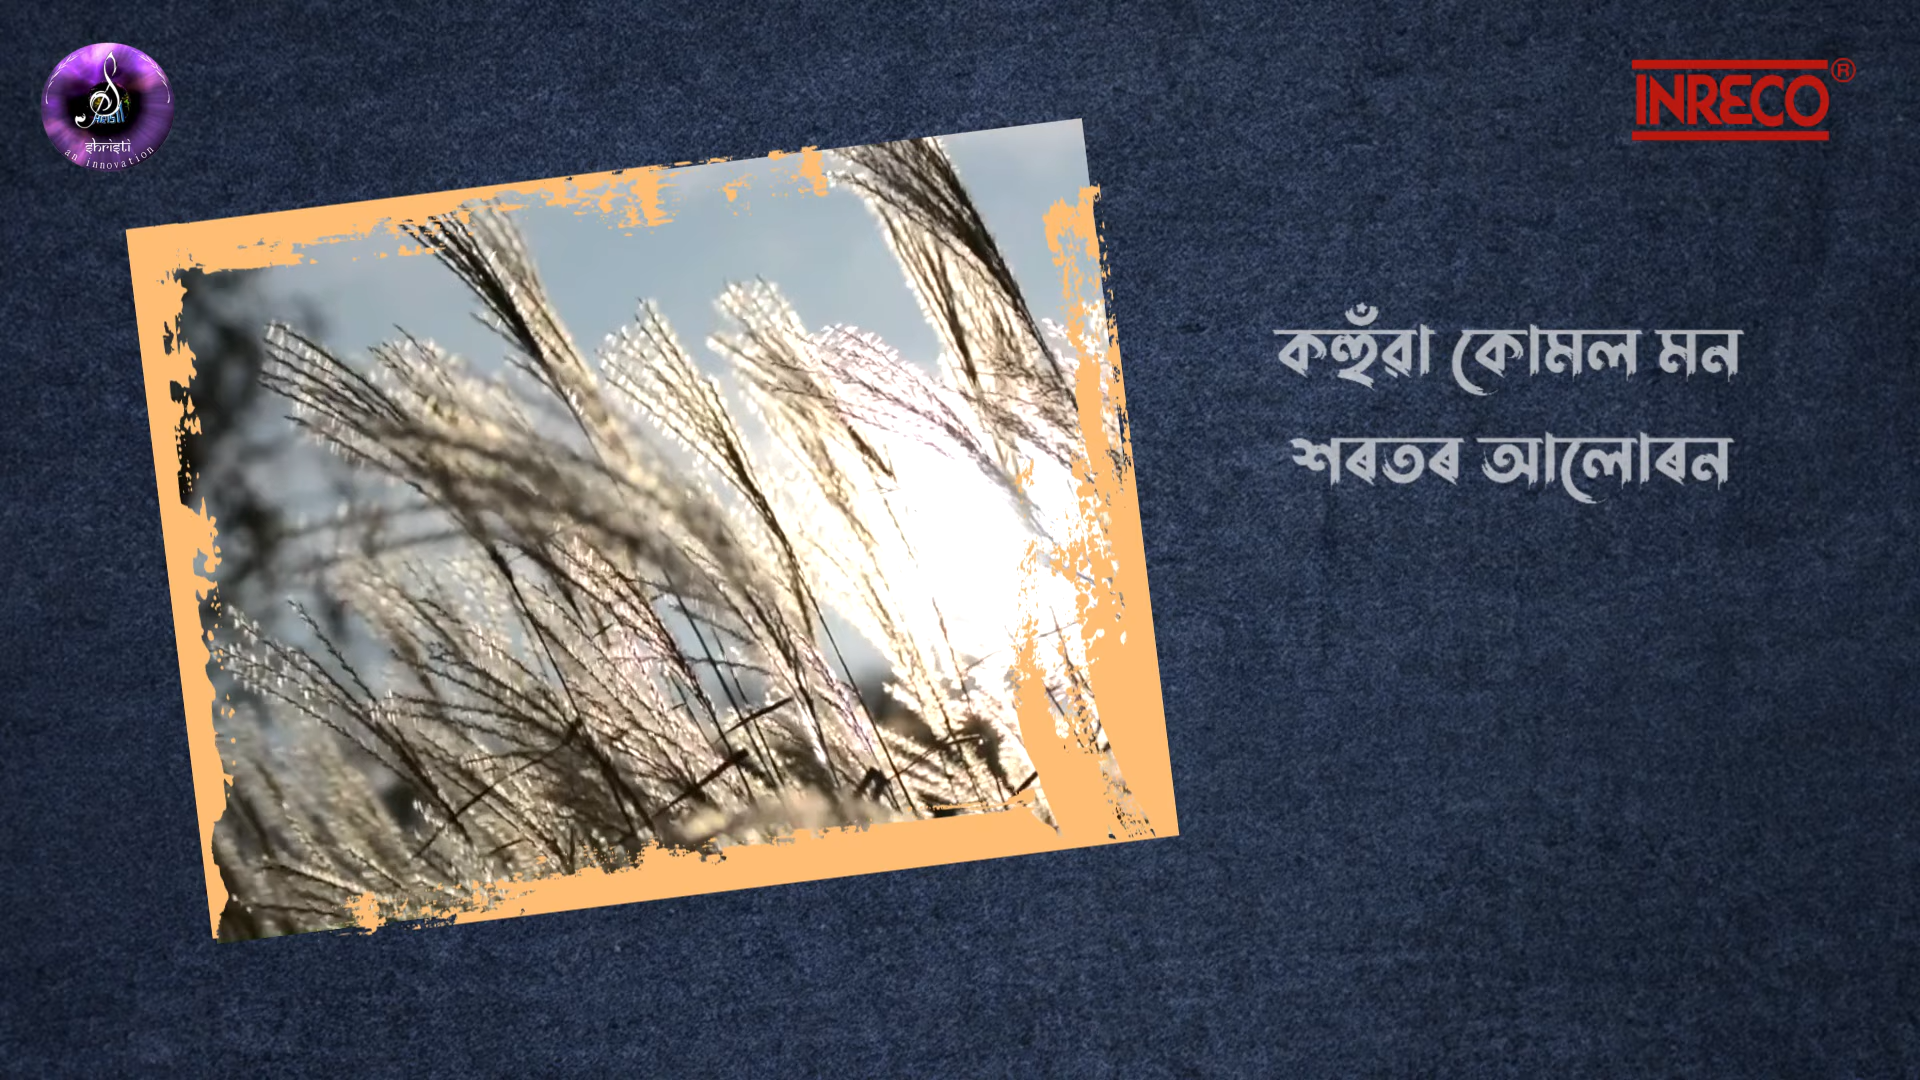 shristi
an innovation
INRECO®
কহুঁৱা কোমল মন
শৰতৰ আলোৰন